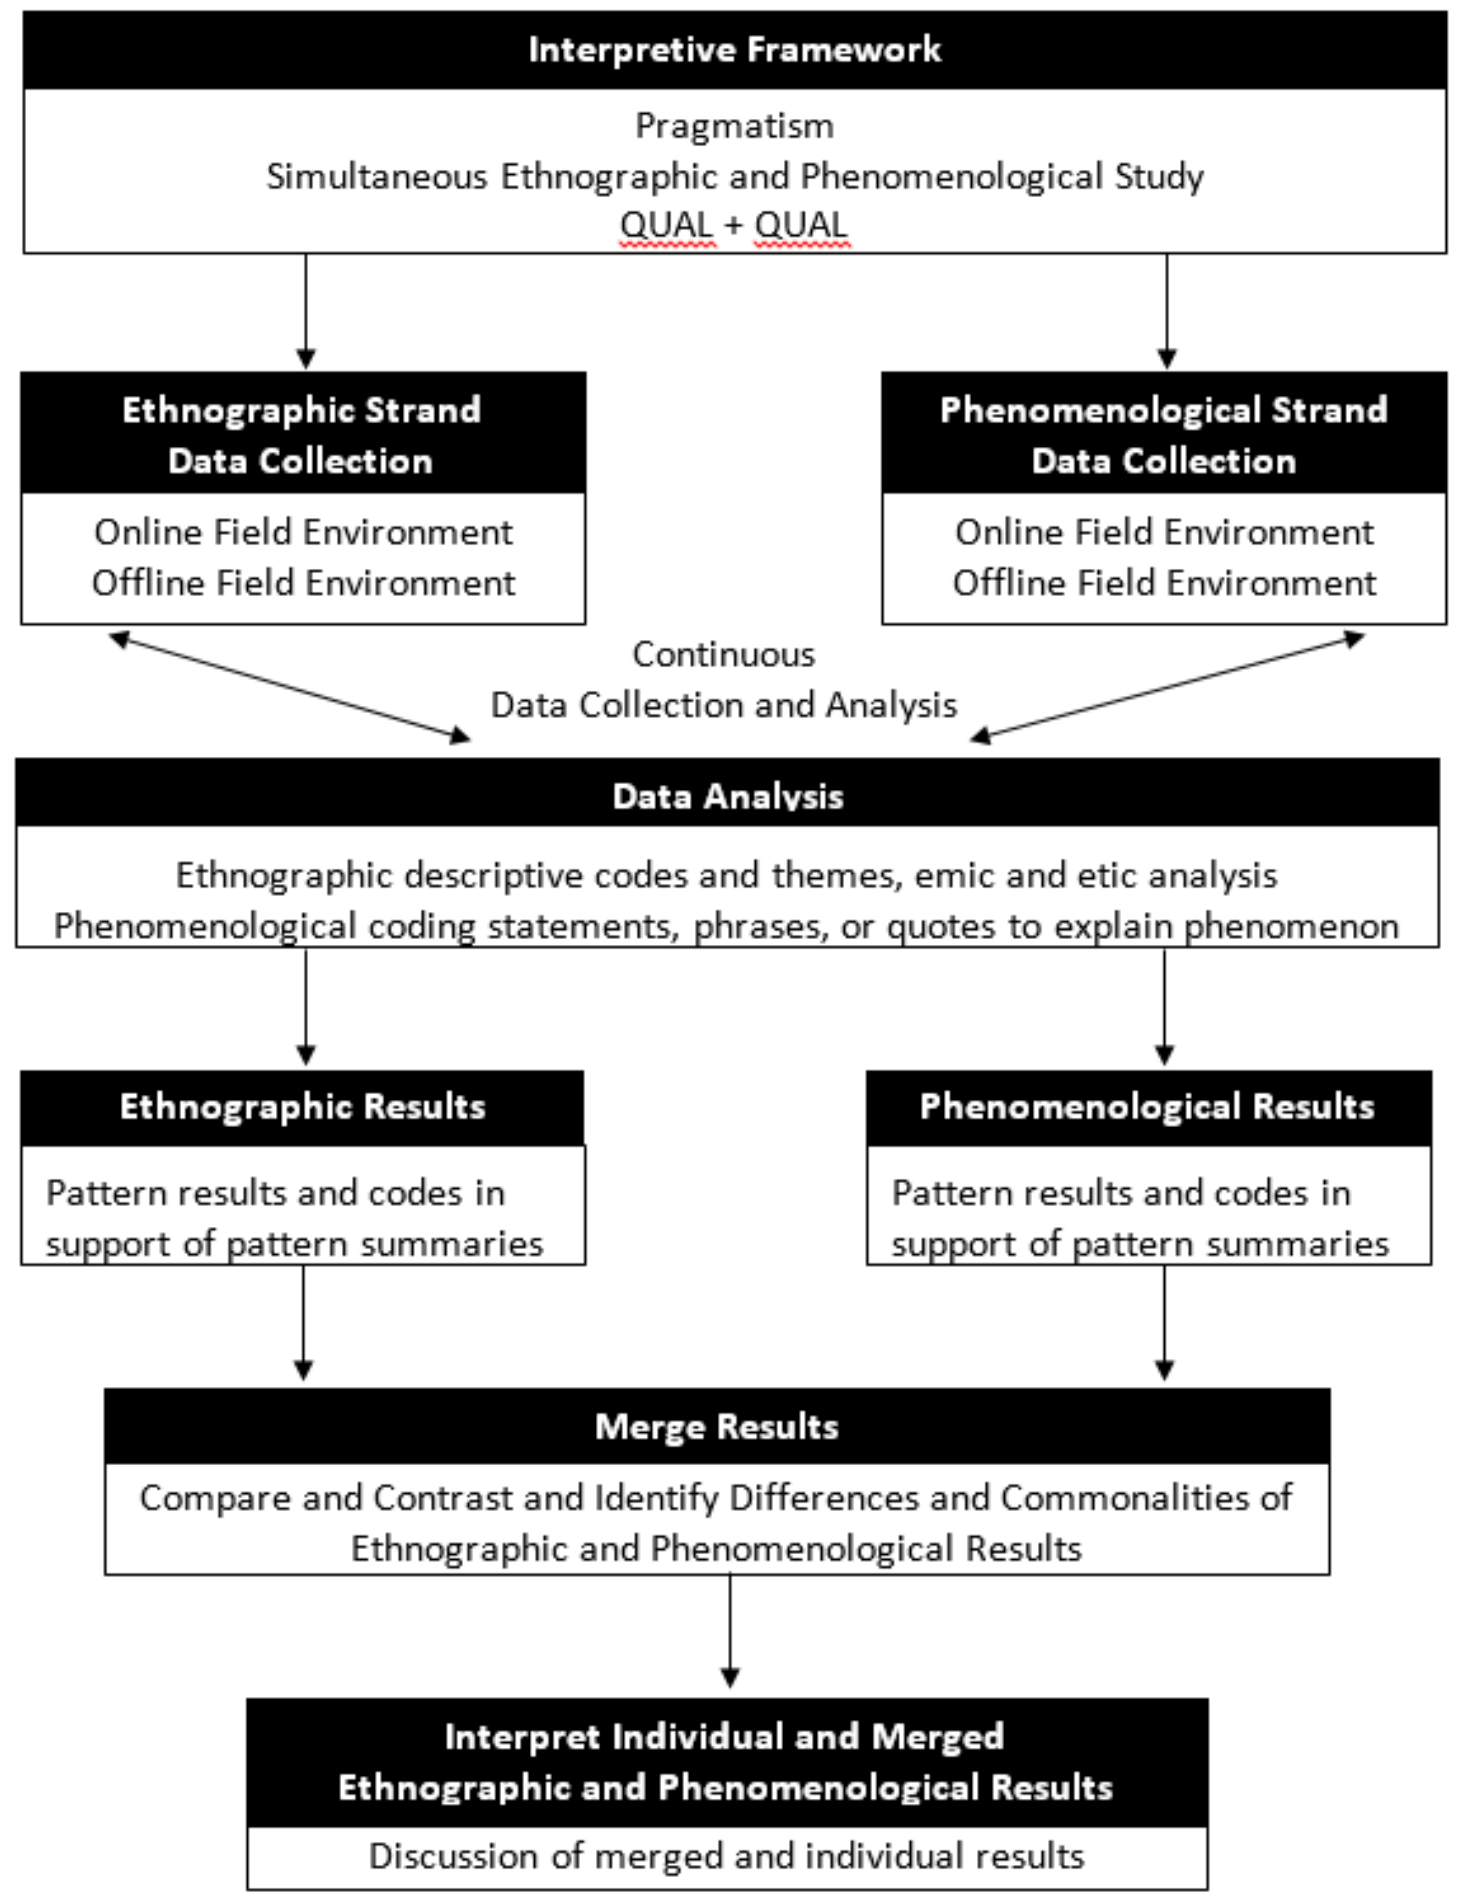 Interpretive Framework
Pragmatism
Simultaneous Ethnographic and Phenomenological Study
QUAL + QUAL
Ethnographic Strand
Data Collection
Online Field Environment
Offline Field Environment
Phenomenological Strand
Data Collection
Online Field Environment
Offline Field Environment
Continuous
Data Collection and Analysis
Data Analysis
Ethnographic descriptive codes and themes, emic and etic analysis
Phenomenological coding statements, phrases, or quotes to explain phenomenon
Ethnographic Results
Pattern results and codes in
support of pattern summaries
Phenomenological Results
Pattern results and codes in
support of pattern summaries
Merge Results
Compare and Contrast and Identify Differences and Commonalities of
Ethnographic and Phenomenological Results
Interpret Individual and Merged
Ethnographic and Phenomenological Results
Discussion of merged and individual results